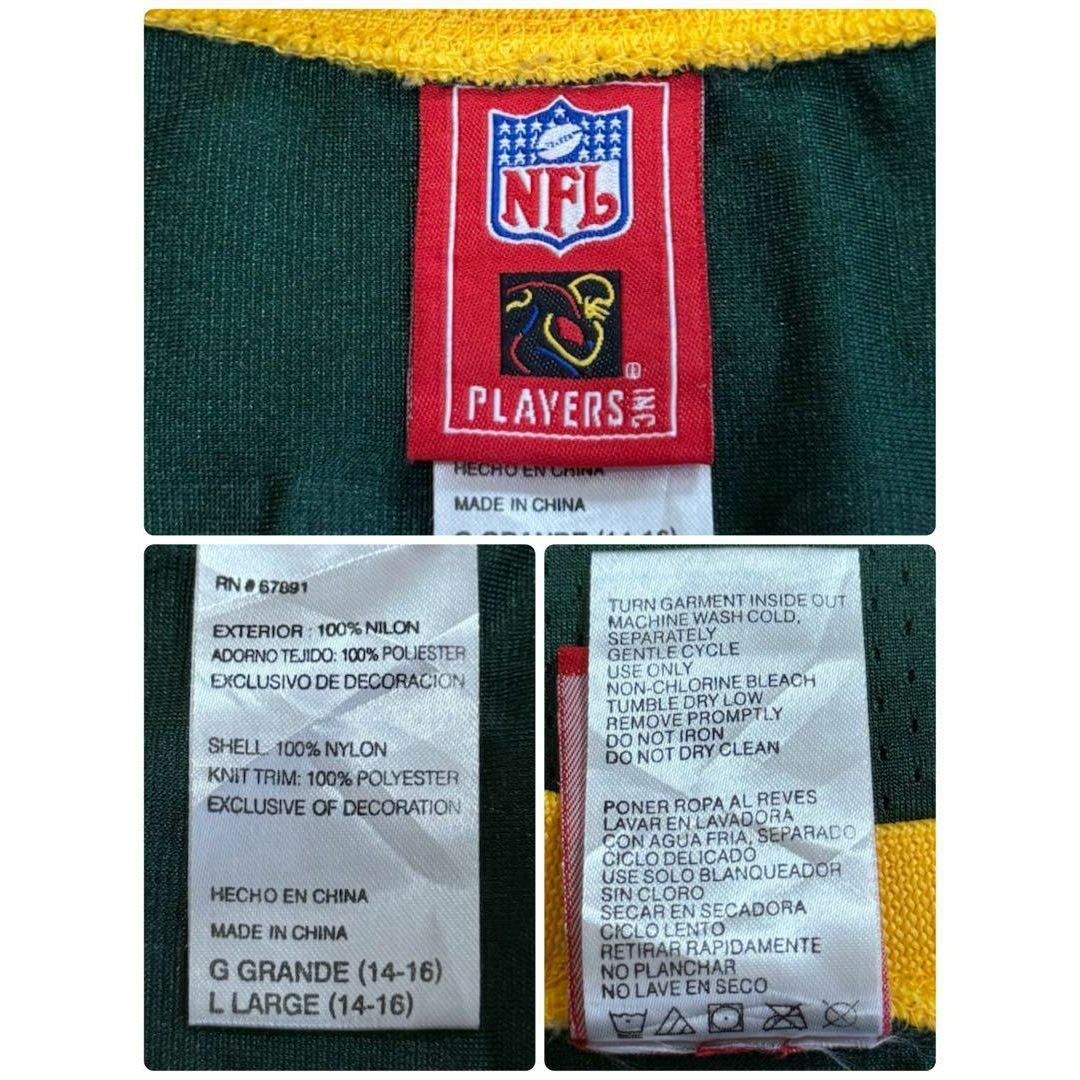 NFL
PLAYERS INC
®
HECHO EN CHINA
MADE IN CHINA
G GRANDE (14-16)
RN # 67891
EXTERIOR : 100% NILON
ADORNO TEJIDO: 100% POLIESTER
EXCLUSIVO DE DECORACION
SHELL: 100% NYLON
KNIT TRIM: 100% POLYESTER
EXCLUSIVE OF DECORATION
HECHO EN CHINA
MADE IN CHINA
G GRANDE (14-16)
L LARGE (14-16)
TURN GARMENT INSIDE OUT
MACHINE WASH COLD,
SEPARATELY
GENTLE CYCLE
USE ONLY
NON-CHLORINE BLEACH
TUMBLE DRY LOW
REMOVE PROMPTLY
DO NOT IRON
DO NOT DRY CLEAN
PONER ROPA AL REVES
LAVAR EN LAVADORA
CON AGUA FRIA, SEPARADO
CICLO DELICADO
USE SOLO BLANQUEADOR
SIN CLORO
SECAR EN SECADORA
CICLO LENTO
RETIRAR RAPIDAMENTE
NO PLANCHAR
NO LAVE EN SECO